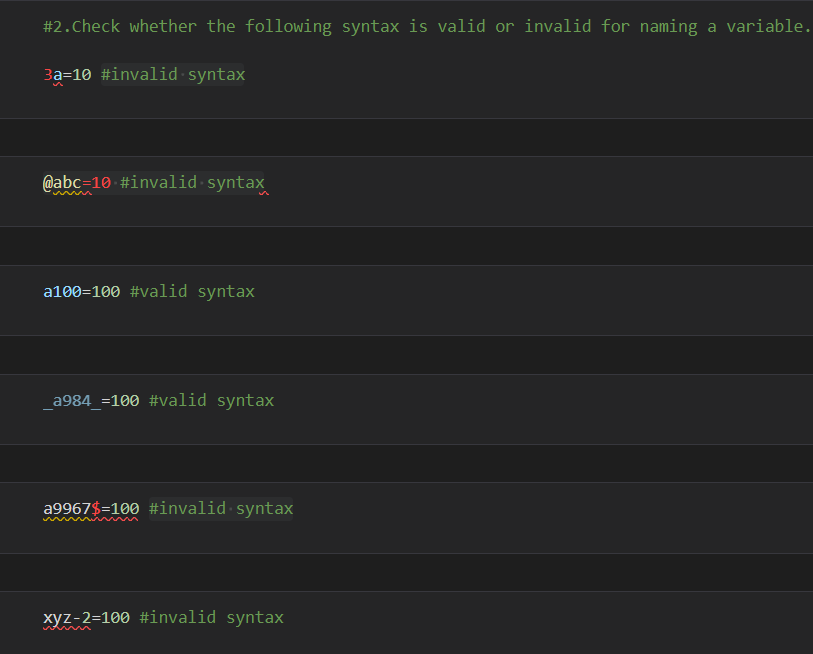 #2.Check whether the following syntax is valid or invalid for naming a variable.
3a=10 #invalid syntax
@abc=10 #invalid syntax
a100=100 #valid syntax
_a984_=100 #valid syntax
a9967$=100 #invalid syntax
xyz-2=100 #invalid syntax